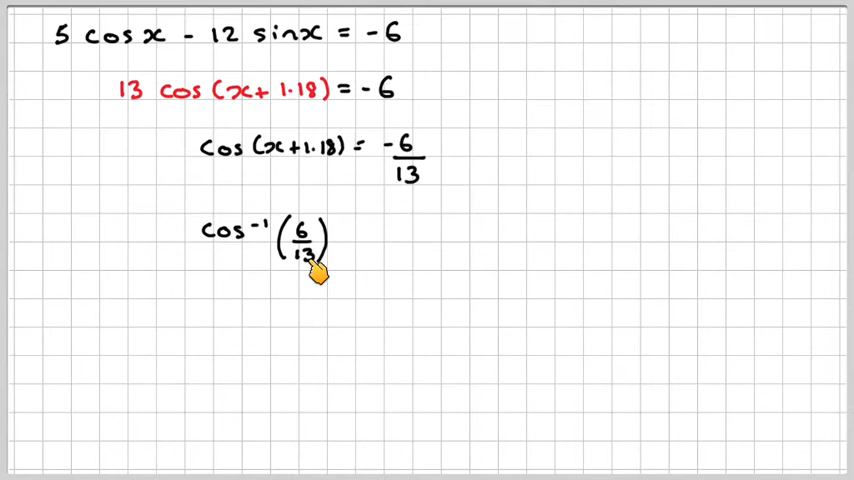 5 cos x - 12 sin x = -6
13 cos (x + 1.18) = -6
cos (x + 1.18) = -6/13
cos⁻¹ (6/13)